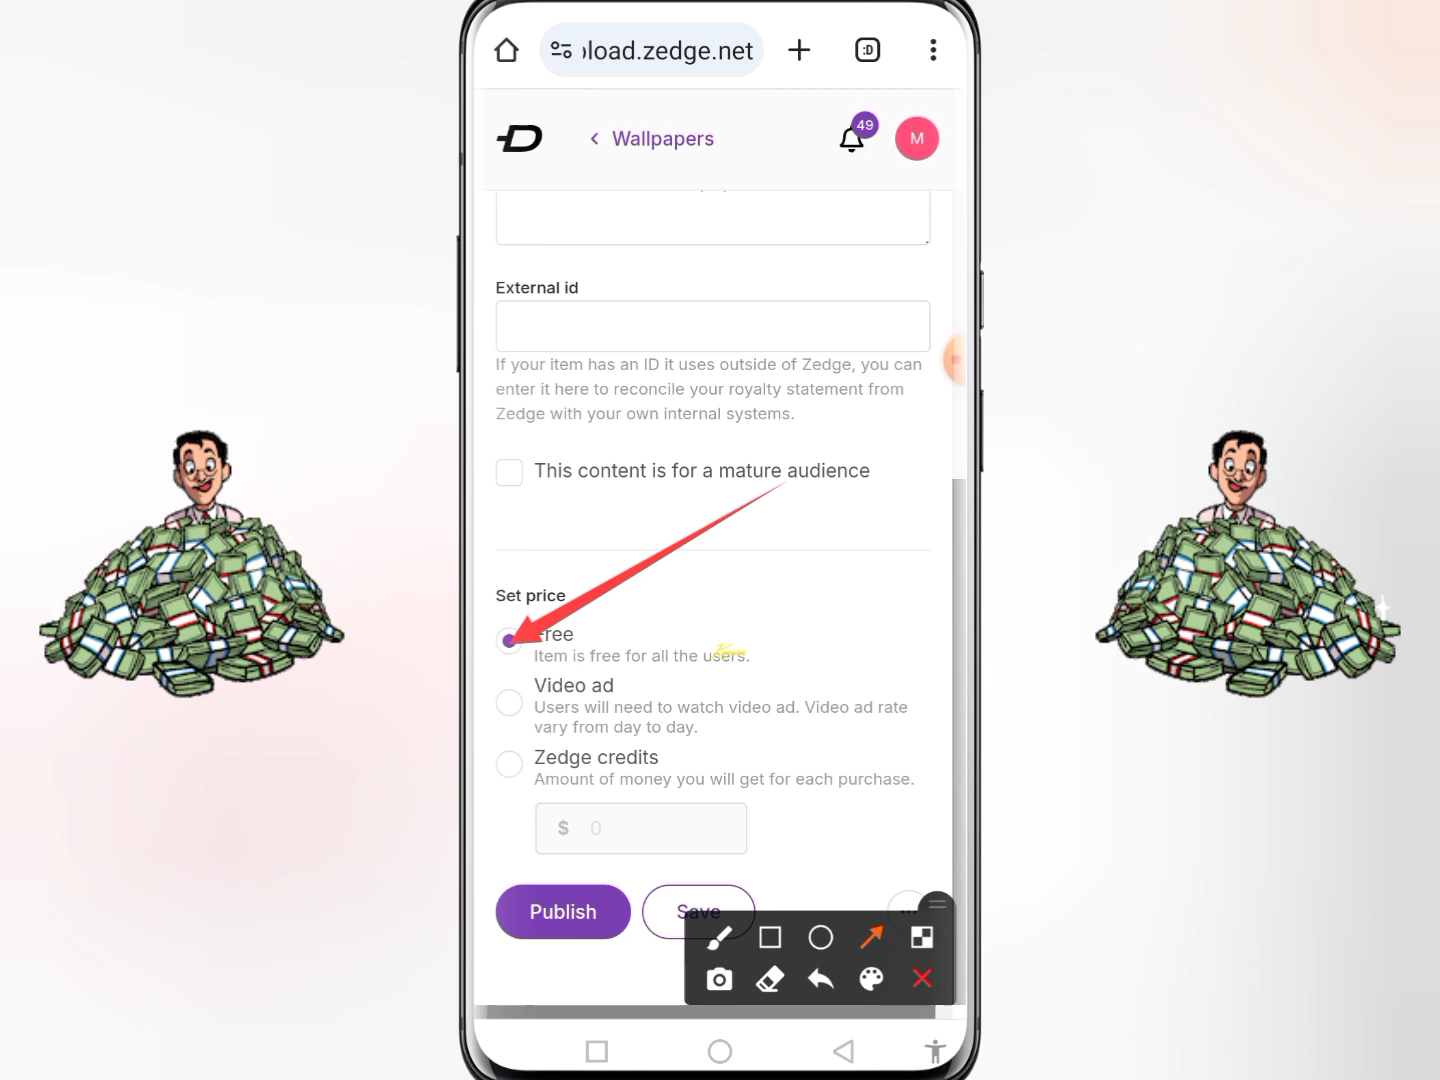 :D
load.zedge.net
Wallpapers
49
M
External id
If your item has an ID it uses outside of Zedge, you can
enter it here to reconcile your royalty statement from
Zedge with your own internal systems.
This content is for a mature audience
Set price
Free
Item is free for all the users.
Video ad
Users will need to watch video ad. Video ad rate
vary from day to day.
Zedge credits
Amount of money you will get for each purchase.
$ 0
Publish
Save